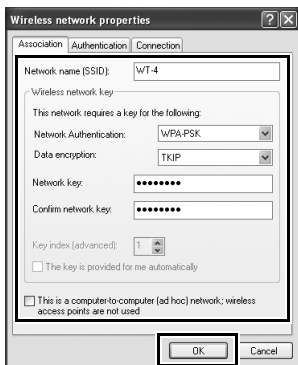 Wireless network properties
Association Authentication Connection
Network name (SSID): WT-4
Wireless network key
This network requires a key for the following:
Network Authentication: WPA-PSK
Data encryption: TKIP
Network key: ••••••••
Confirm network key: ••••••••
Key index (advanced): 1
The key is provided for me automatically
This is a computer-to-computer (ad hoc) network; wireless
access points are not used
OK Cancel